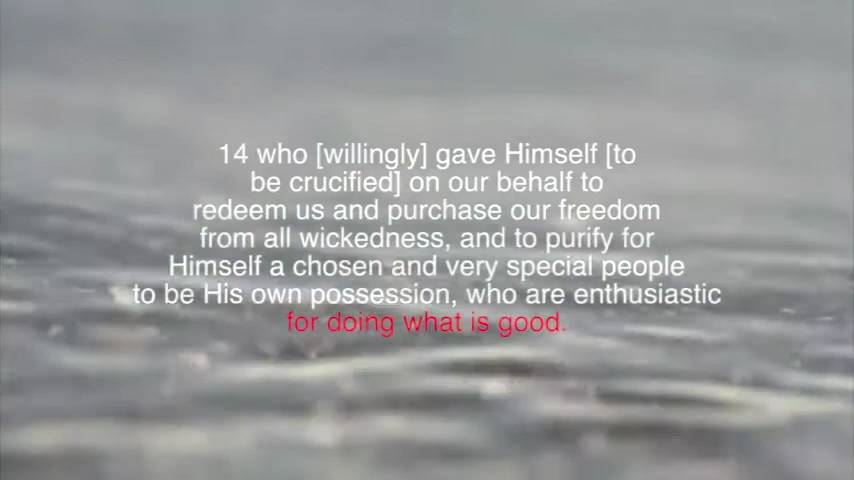 14 who [willingly] gave Himself [to
be crucified] on our behalf to
redeem us and purchase our freedom
from all wickedness, and to purify for
Himself a chosen and very special people
to be His own possession, who are enthusiastic
for doing what is good.